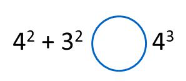 4² + 3² ◯ 4³